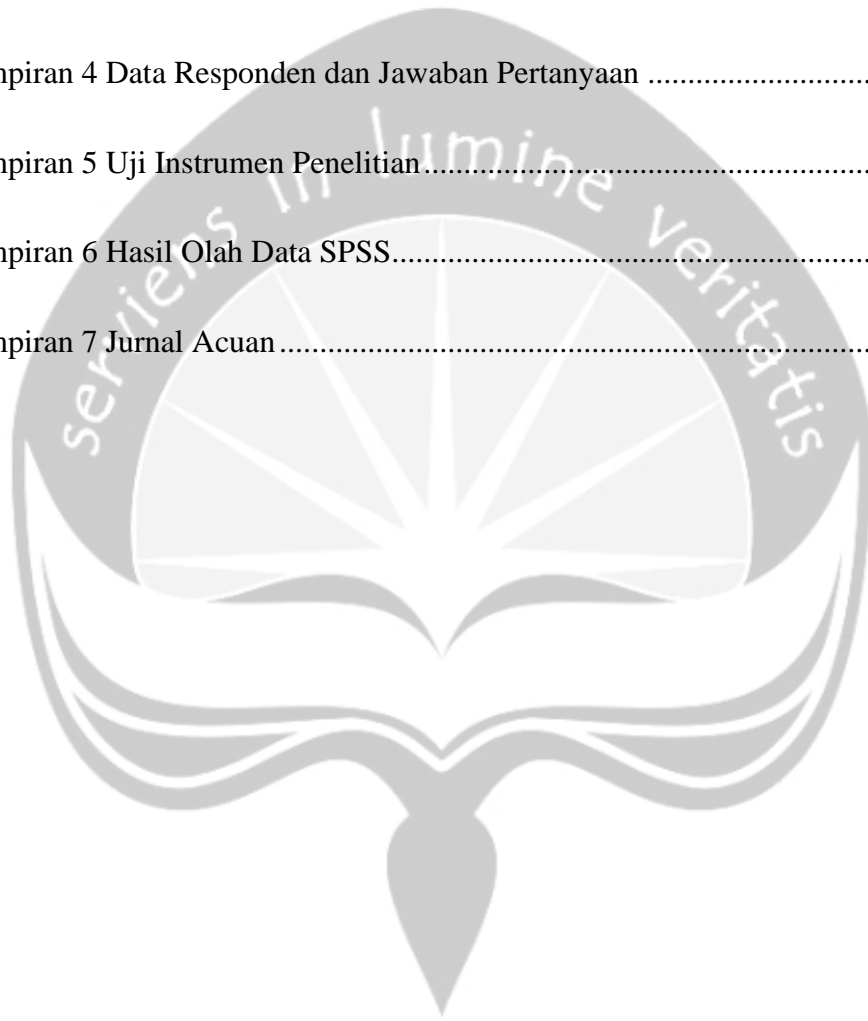 npiran 4 Data Responden dan Jawaban Pertanyaan ............................
npiran 5 Uji Instrumen Penelitian.......................................................
npiran 6 Hasil Olah Data SPSS...........................................................
npiran 7 Jurnal Acuan.........................................................................
serviens in lumine veritatis